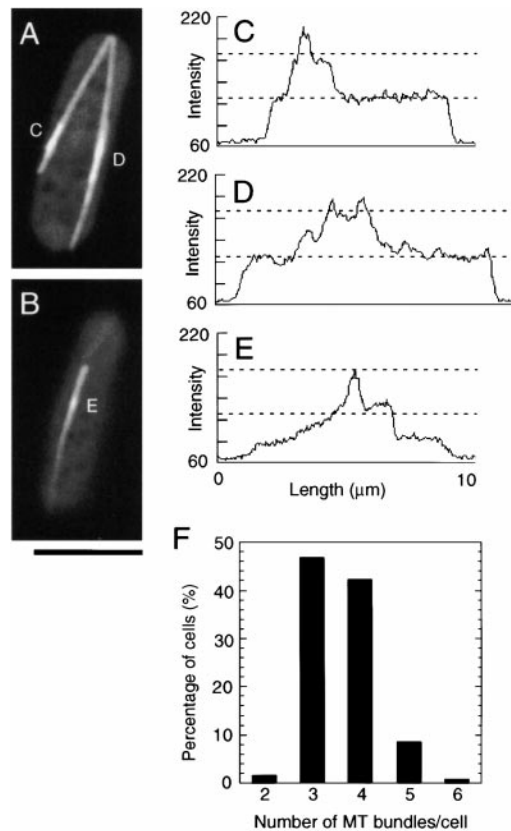 A
C
D
B
E
C
220
Intensity
60
D
220
Intensity
60
E
220
Intensity
60
0
10
Length (μm)
F
50
40
30
20
10
0
Percentage of cells (%)
2 3 4 5 6
Number of MT bundles/cell